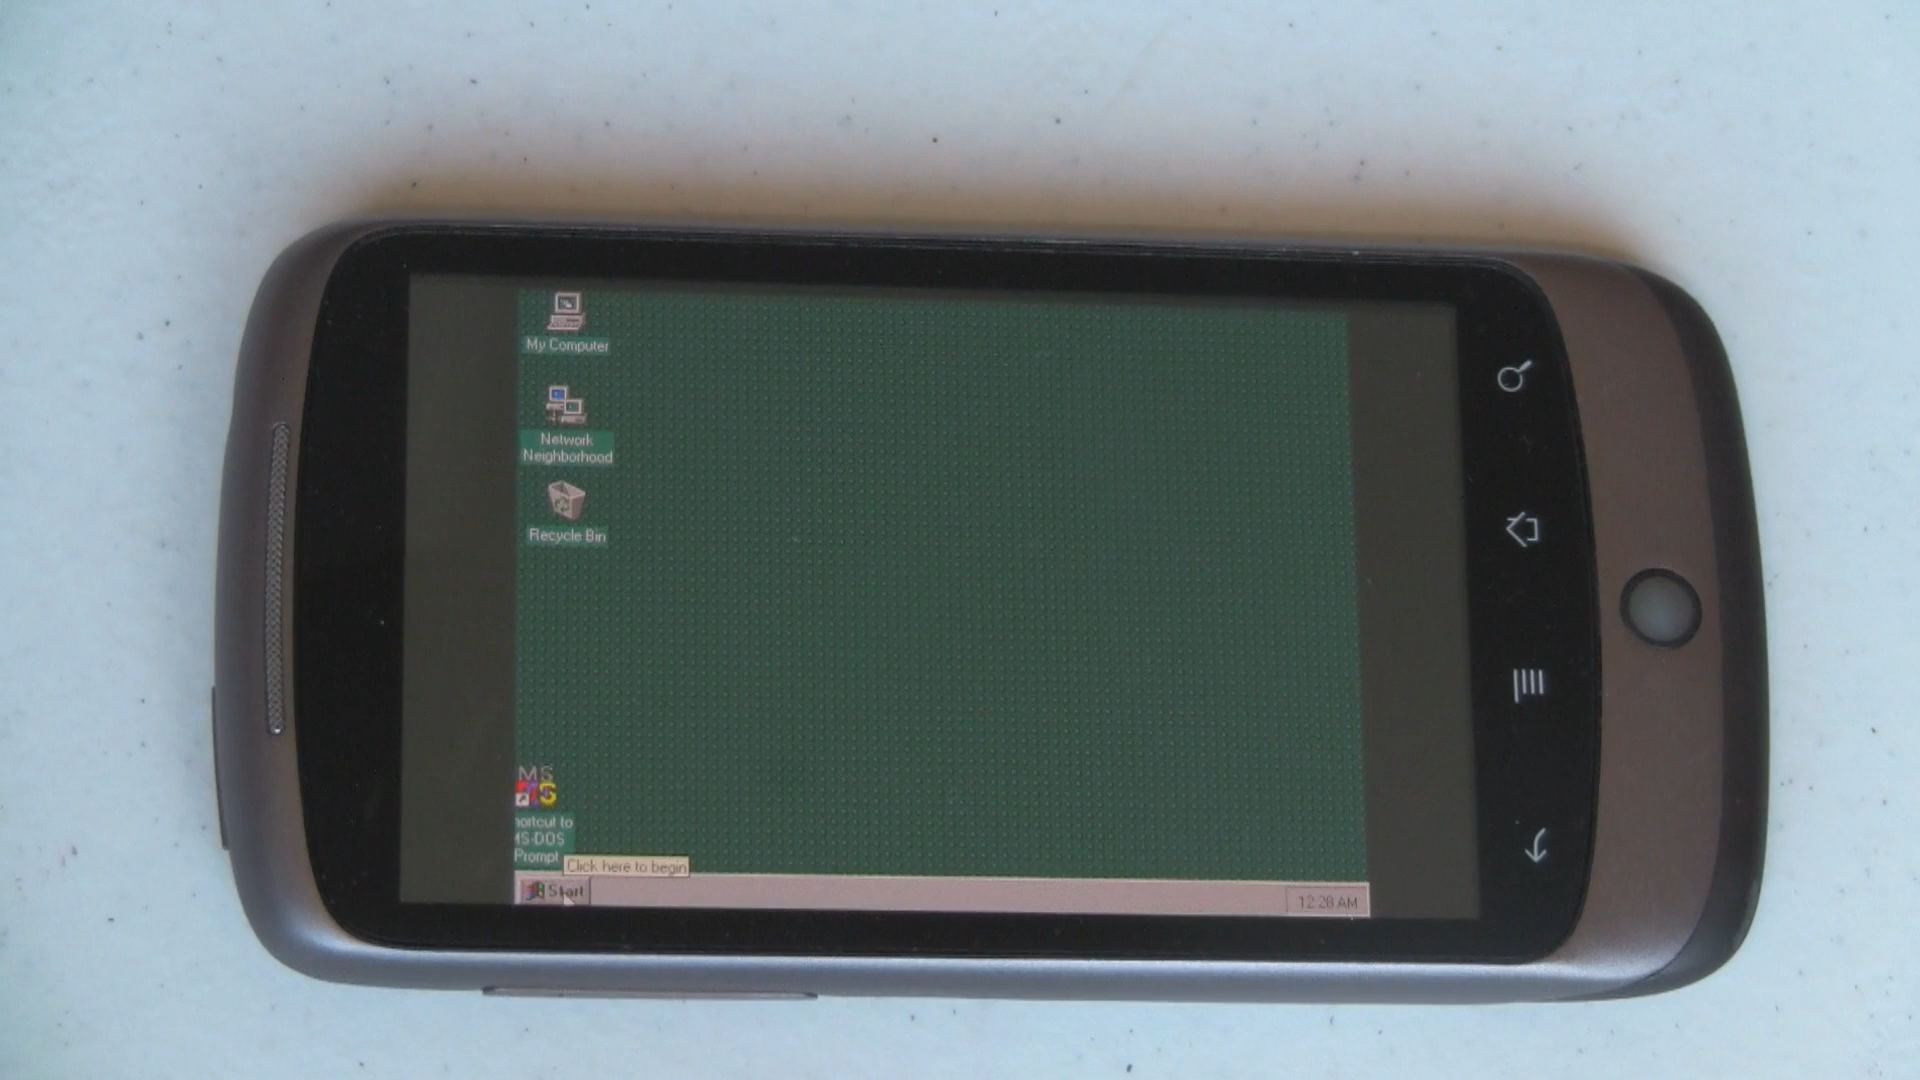 My Computer
Network
Neighborhood
Recycle Bin
MS
hortcut to
MS-DOS
Prompt
Click here to begin
Start
12:28 AM